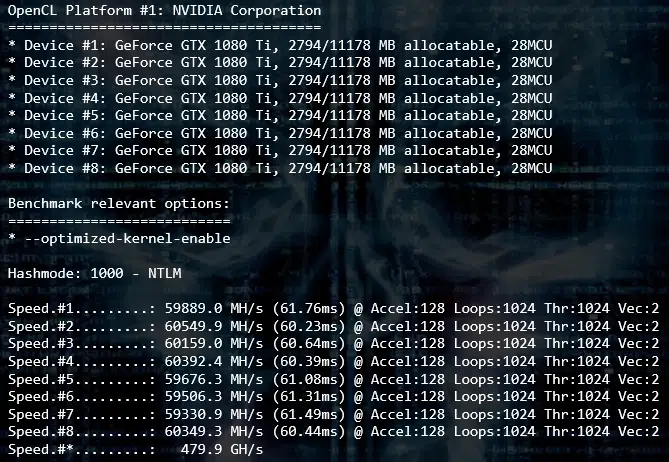 OpenCL Platform #1: NVIDIA Corporation
======================================
* Device #1: GeForce GTX 1080 Ti, 2794/11178 MB allocatable, 28MCU
* Device #2: GeForce GTX 1080 Ti, 2794/11178 MB allocatable, 28MCU
* Device #3: GeForce GTX 1080 Ti, 2794/11178 MB allocatable, 28MCU
* Device #4: GeForce GTX 1080 Ti, 2794/11178 MB allocatable, 28MCU
* Device #5: GeForce GTX 1080 Ti, 2794/11178 MB allocatable, 28MCU
* Device #6: GeForce GTX 1080 Ti, 2794/11178 MB allocatable, 28MCU
* Device #7: GeForce GTX 1080 Ti, 2794/11178 MB allocatable, 28MCU
* Device #8: GeForce GTX 1080 Ti, 2794/11178 MB allocatable, 28MCU
Benchmark relevant options:
===========================
* --optimized-kernel-enable
Hashmode: 1000 - NTLM
Speed.#1.........: 59889.0 MH/s (61.76ms) @ Accel:128 Loops:1024 Thr:1024 Vec:2
Speed.#2.........: 60549.9 MH/s (60.23ms) @ Accel:128 Loops:1024 Thr:1024 Vec:2
Speed.#3.........: 60159.0 MH/s (60.64ms) @ Accel:128 Loops:1024 Thr:1024 Vec:2
Speed.#4.........: 60392.4 MH/s (60.39ms) @ Accel:128 Loops:1024 Thr:1024 Vec:2
Speed.#5.........: 59676.3 MH/s (61.08ms) @ Accel:128 Loops:1024 Thr:1024 Vec:2
Speed.#6.........: 59506.3 MH/s (61.31ms) @ Accel:128 Loops:1024 Thr:1024 Vec:2
Speed.#7.........: 59330.9 MH/s (61.49ms) @ Accel:128 Loops:1024 Thr:1024 Vec:2
Speed.#8.........: 60349.3 MH/s (60.44ms) @ Accel:128 Loops:1024 Thr:1024 Vec:2
Speed.#*.........:   479.9 GH/s